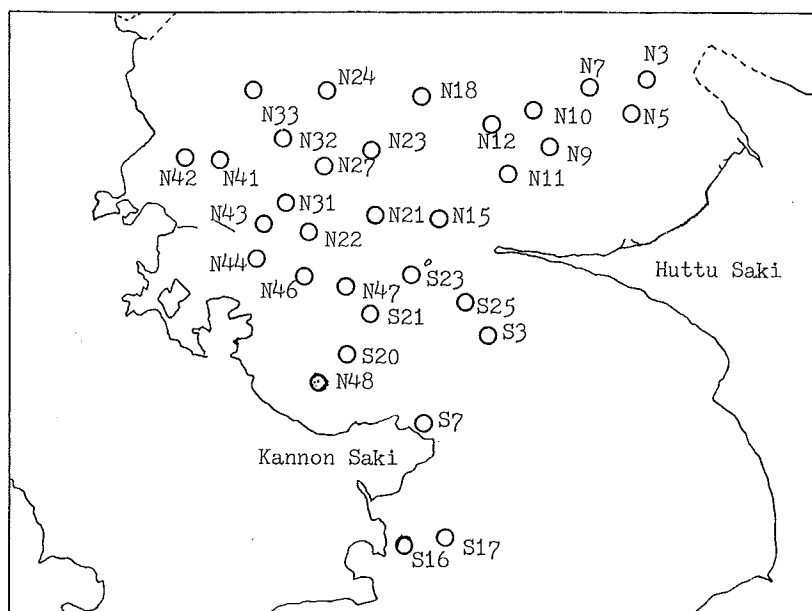 N3
N7
N24
N18
N33
N10
N5
N32
N23
N12
N9
N27
N42
N41
N11
N31
N43
N21
N15
N22
N44
S23
Huttu Saki
N46
N47
S25
S21
S3
S20
N48
S7
Kannon Saki
S17
S16